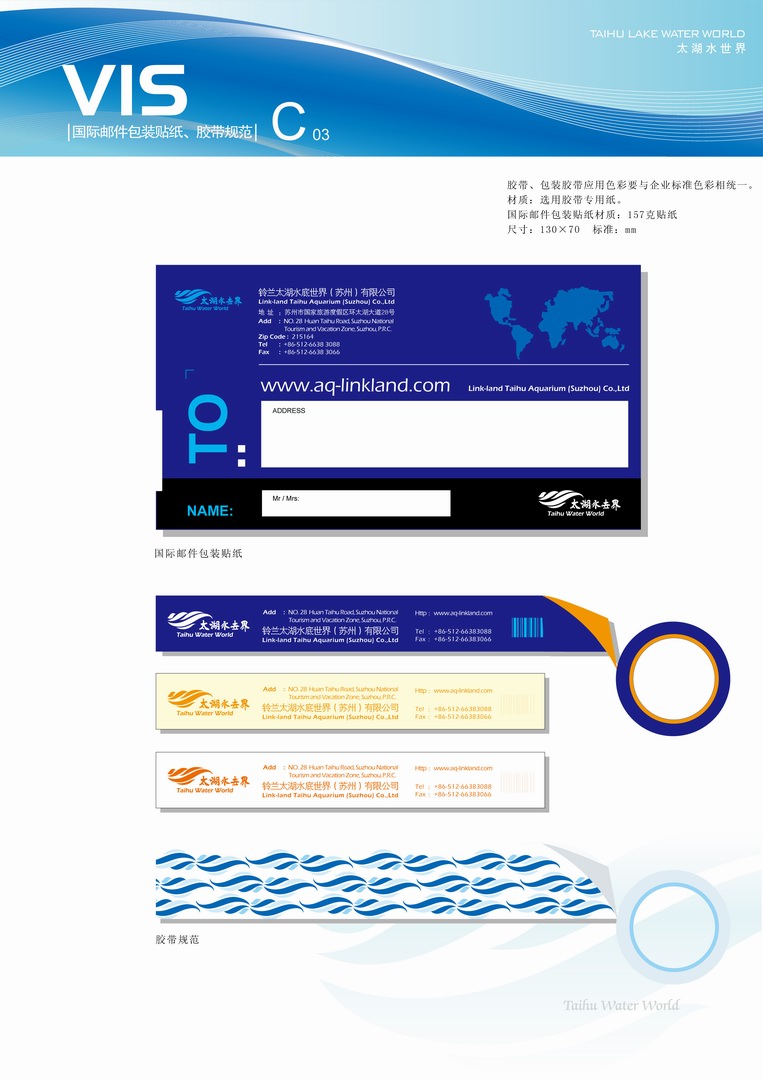 TAIHU LAKE WATER WORLD
太湖水世界
VIS
国际邮件包装贴纸、胶带规范
C 03
胶带、包装胶带应用色彩要与企业标准色彩相统一。
材质：选用胶带专用纸。
国际邮件包装贴纸材质：157克贴纸
尺寸：130×70 标准：mm
太湖水世界
Taihu Water World
铃兰太湖水底世界（苏州）有限公司
Link-land Taihu Aquarium (Suzhou) Co.,Ltd
地 址 ：苏州市国家旅游度假区环太湖大道28号
Add : NO. 28 Huan Taihu Road, Suzhou National
Tourism and Vacation Zone, Suzhou, P.R.C.
Zip Code : 215164
Tel : +86-512-6638 3088
Fax : +86-512-6638 3066
www.aq-linkland.com
Link-land Taihu Aquarium (Suzhou) Co.,Ltd
TO:
ADDRESS
NAME:
Mr / Mrs:
太湖水世界
Taihu Water World
国际邮件包装贴纸
太湖水世界
Taihu Water World
Add : NO. 28 Huan Taihu Road, Suzhou National
Tourism and Vacation Zone, Suzhou, P.R.C.
铃兰太湖水底世界（苏州）有限公司
Link-land Taihu Aquarium (Suzhou) Co.,Ltd
Http : www.aq-linkland.com
Tel : +86-512-66383088
Fax : +86-512-66383066
太湖水世界
Taihu Water World
Add : NO. 28 Huan Taihu Road, Suzhou National
Tourism and Vacation Zone, Suzhou, P.R.C.
铃兰太湖水底世界（苏州）有限公司
Link-land Taihu Aquarium (Suzhou) Co.,Ltd
Http : www.aq-linkland.com
Tel : +86-512-66383088
Fax : +86-512-66383066
太湖水世界
Taihu Water World
Add : NO. 28 Huan Taihu Road, Suzhou National
Tourism and Vacation Zone, Suzhou, P.R.C.
铃兰太湖水底世界（苏州）有限公司
Link-land Taihu Aquarium (Suzhou) Co.,Ltd
Http : www.aq-linkland.com
Tel : +86-512-66383088
Fax : +86-512-66383066
胶带规范
Taihu Water World